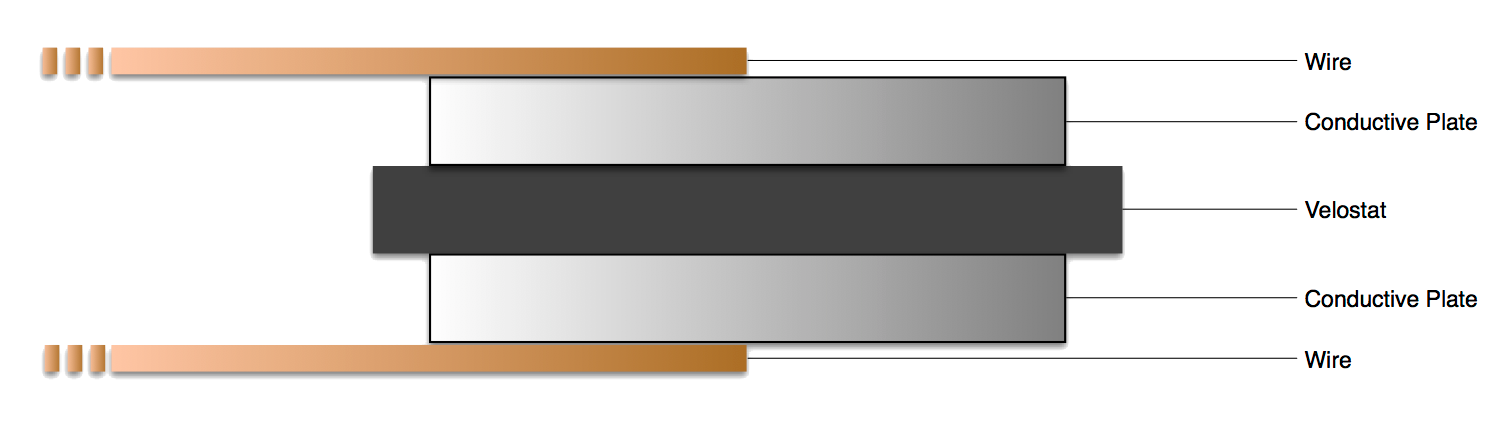 Wire
Conductive Plate
Velostat
Conductive Plate
Wire